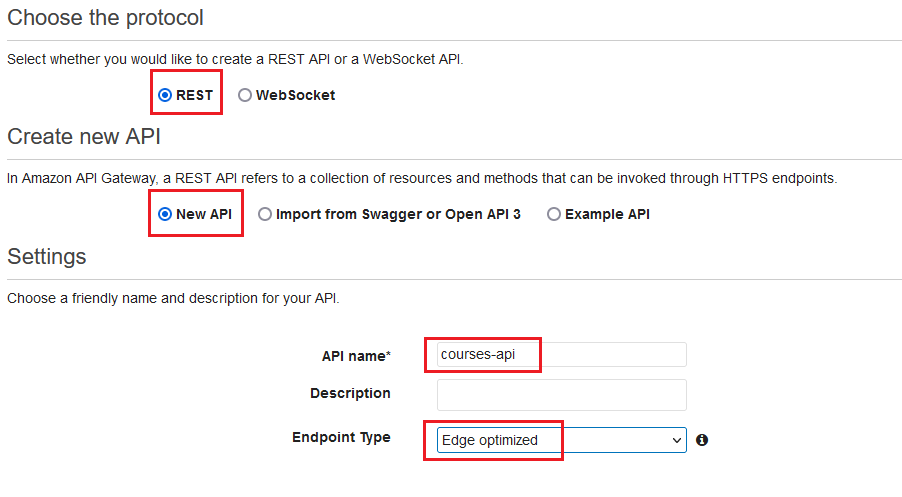 Choose the protocol
Select whether you would like to create a REST API or a WebSocket API.
REST WebSocket
Create new API
In Amazon API Gateway, a REST API refers to a collection of resources and methods that can be invoked through HTTPS endpoints.
New API Import from Swagger or Open API 3 Example API
Settings
Choose a friendly name and description for your API.
API name* courses-api
Description
Endpoint Type Edge optimized